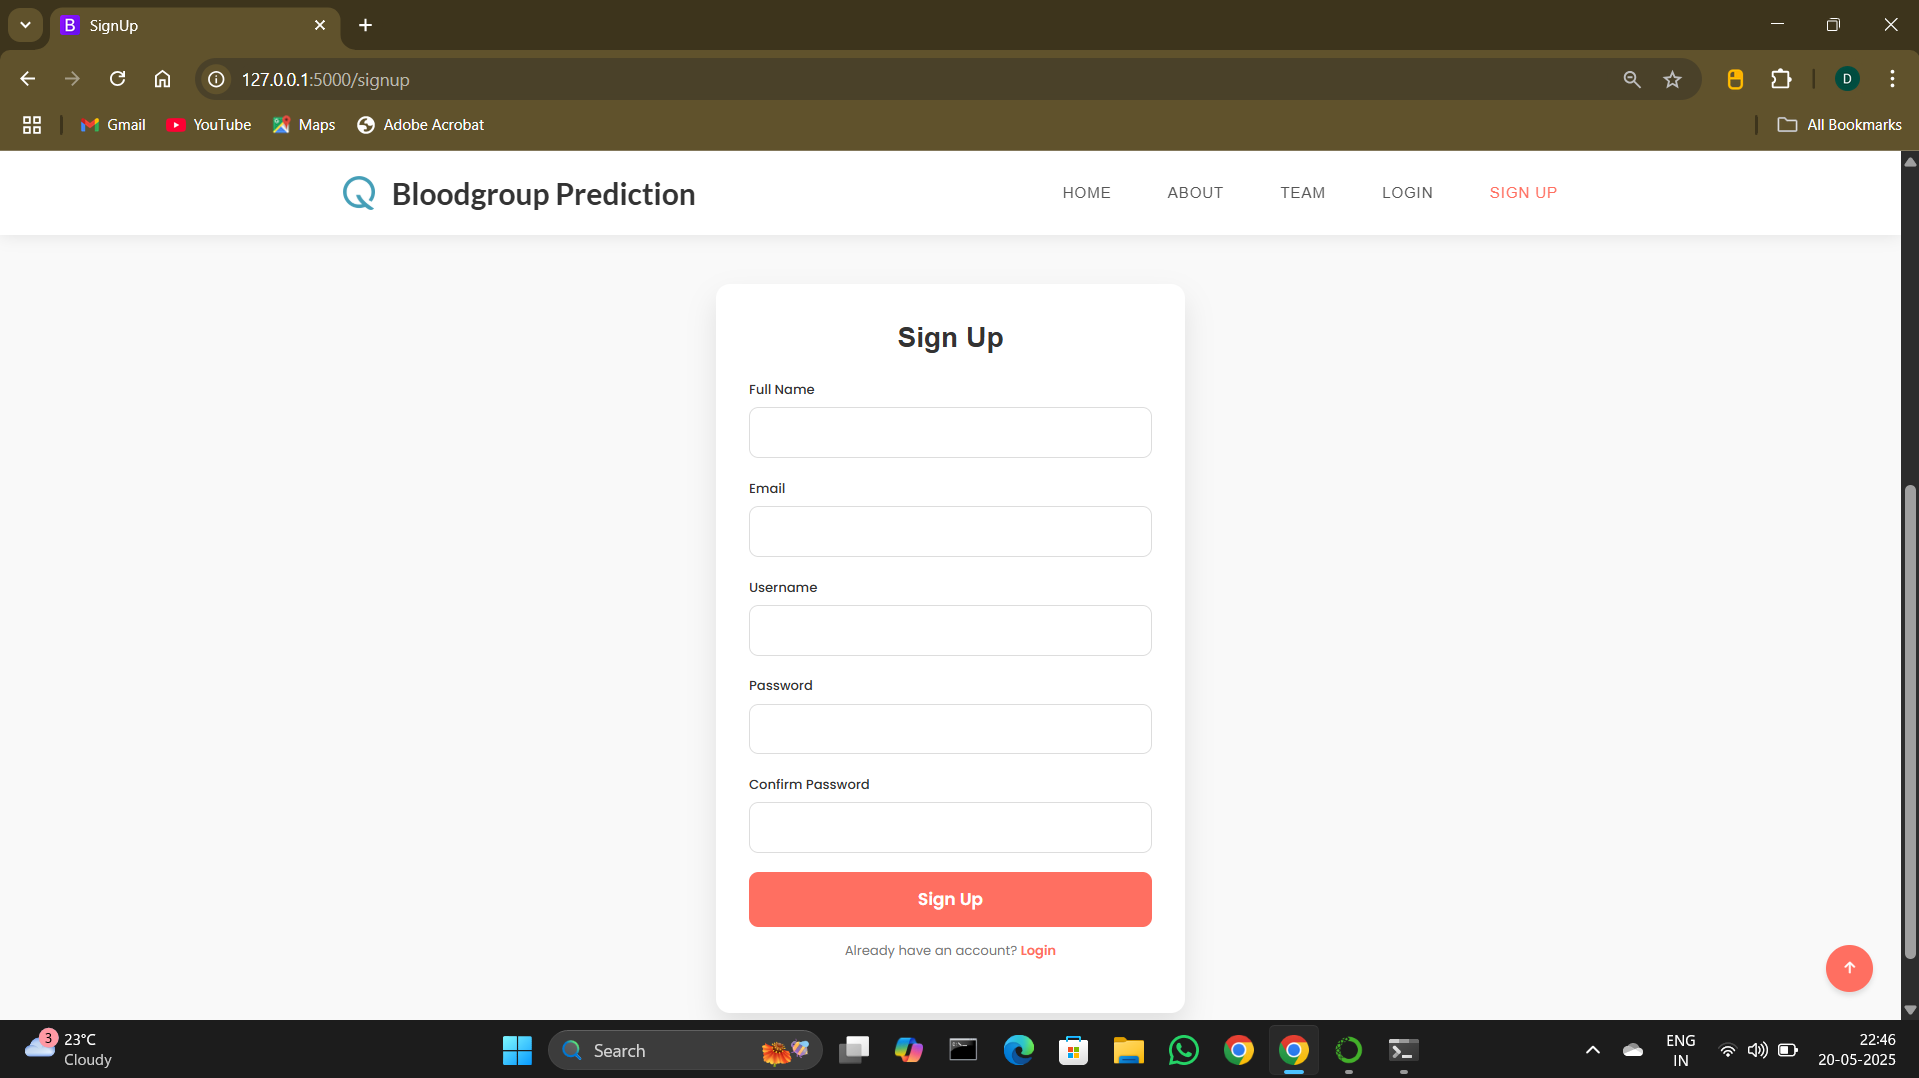 B SignUp
127.0.0.1:5000/signup
D
Gmail YouTube Maps Adobe Acrobat All Bookmarks
Bloodgroup Prediction HOME ABOUT TEAM LOGIN SIGN UP
Sign Up
Full Name
Email
Username
Password
Confirm Password
Sign Up
Already have an account? Login
3 23°C
Cloudy
Search
ENG
IN
22:46
20-05-2025